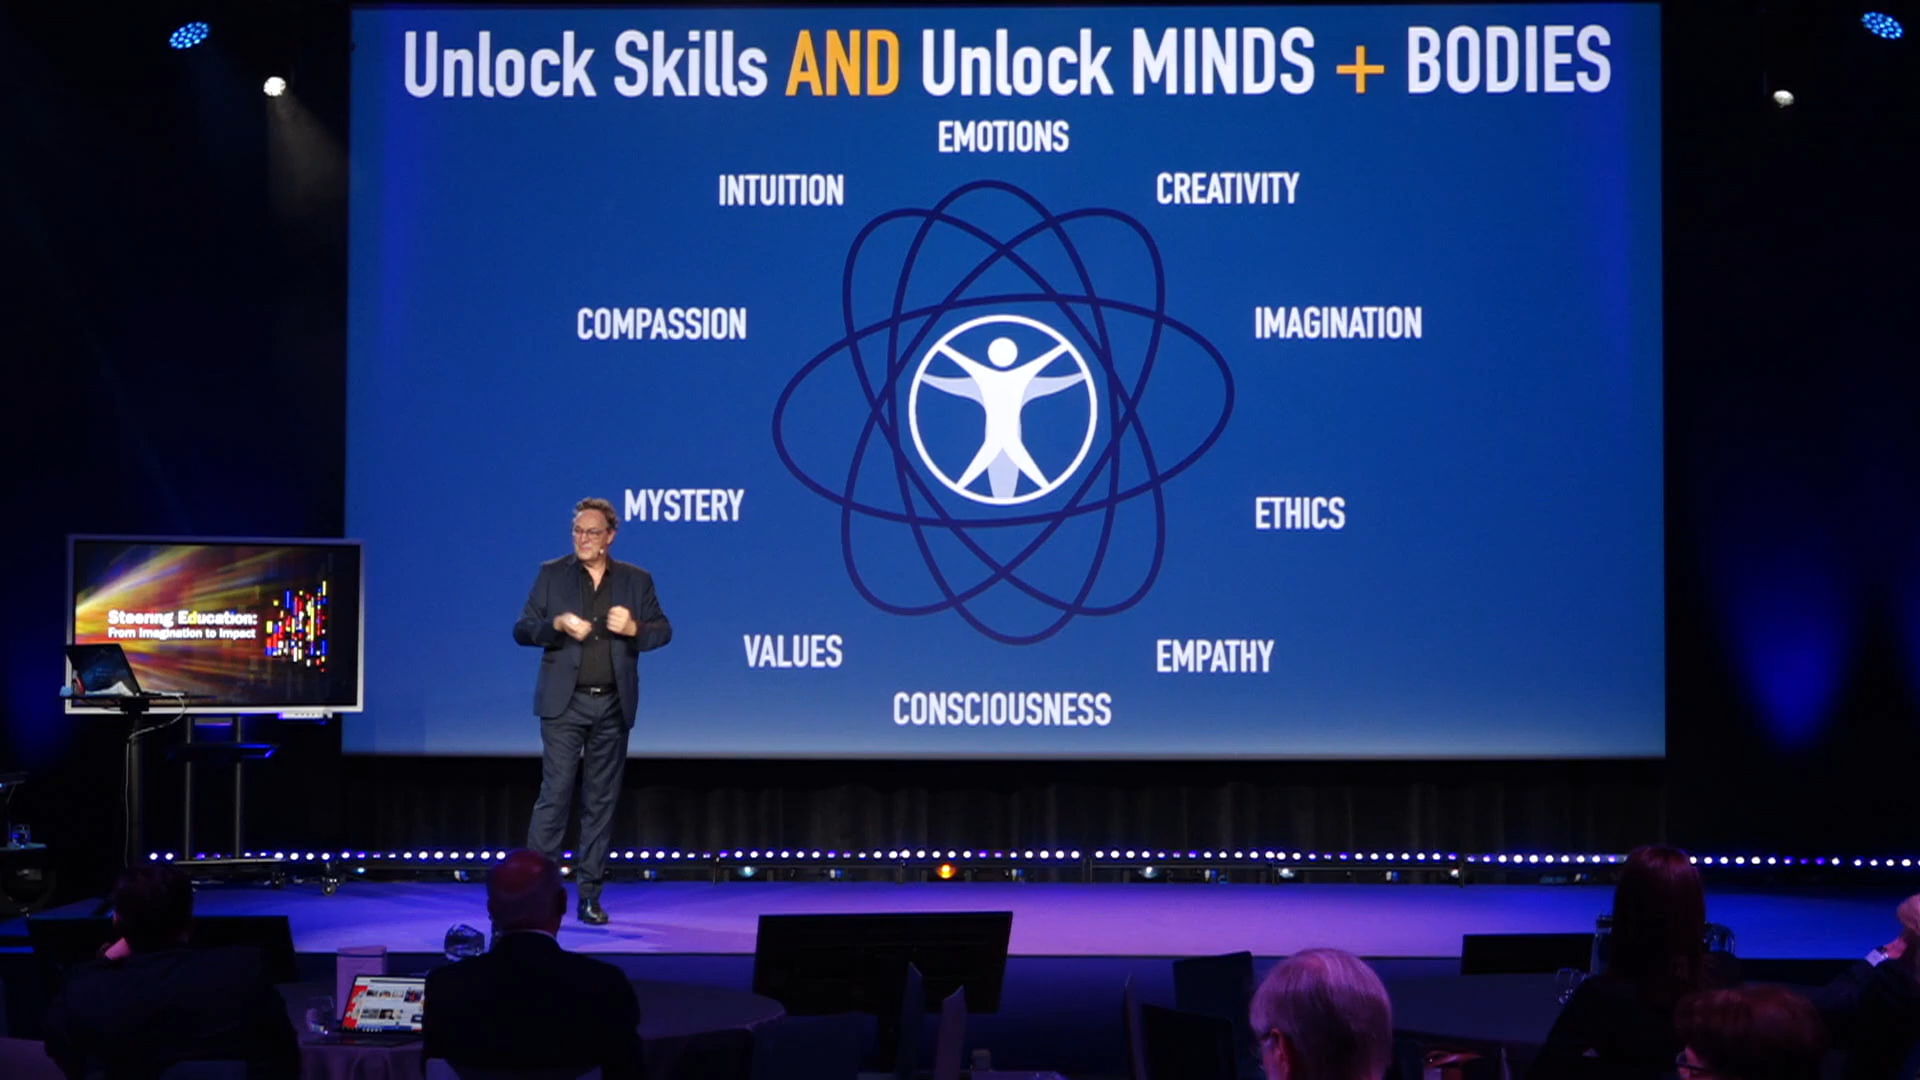 Unlock Skills AND Unlock MINDS + BODIES
EMOTIONS
INTUITION
CREATIVITY
COMPASSION
IMAGINATION
MYSTERY
ETHICS
VALUES
EMPATHY
CONSCIOUSNESS
Steering Education:
From Imagination to Impact